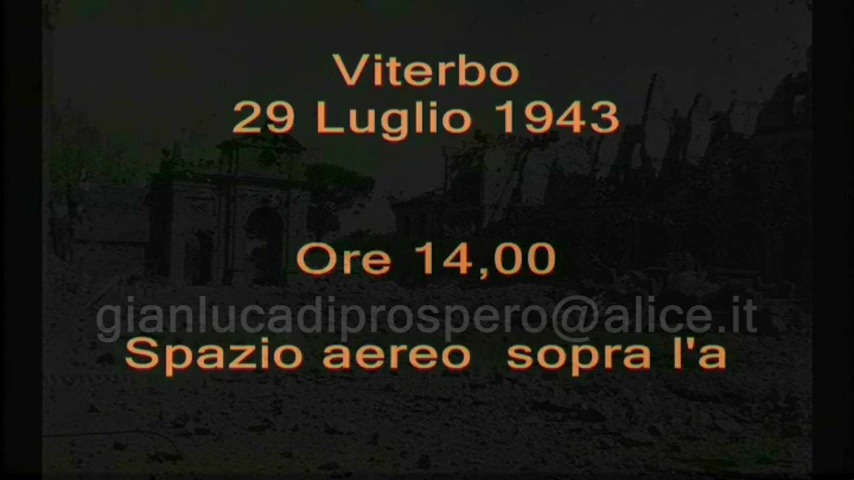 Viterbo
29 Luglio 1943
Ore 14,00
gianlucadiprospero@alice.it
Spazio aereo sopra l'a